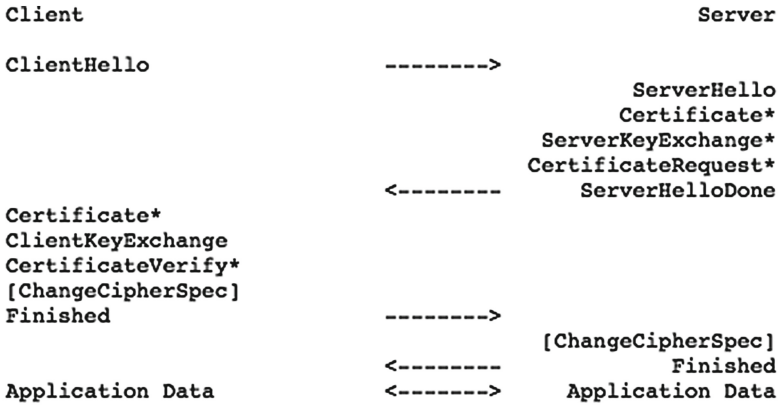 Client                                               Server
ClientHello                  -------->
                                                ServerHello
                                               Certificate*
                                         ServerKeyExchange*
                                        CertificateRequest*
                             <--------      ServerHelloDone
Certificate*
ClientKeyExchange
CertificateVerify*
[ChangeCipherSpec]
Finished                     -------->
                                         [ChangeCipherSpec]
                             <--------             Finished
Application Data             <------->     Application Data